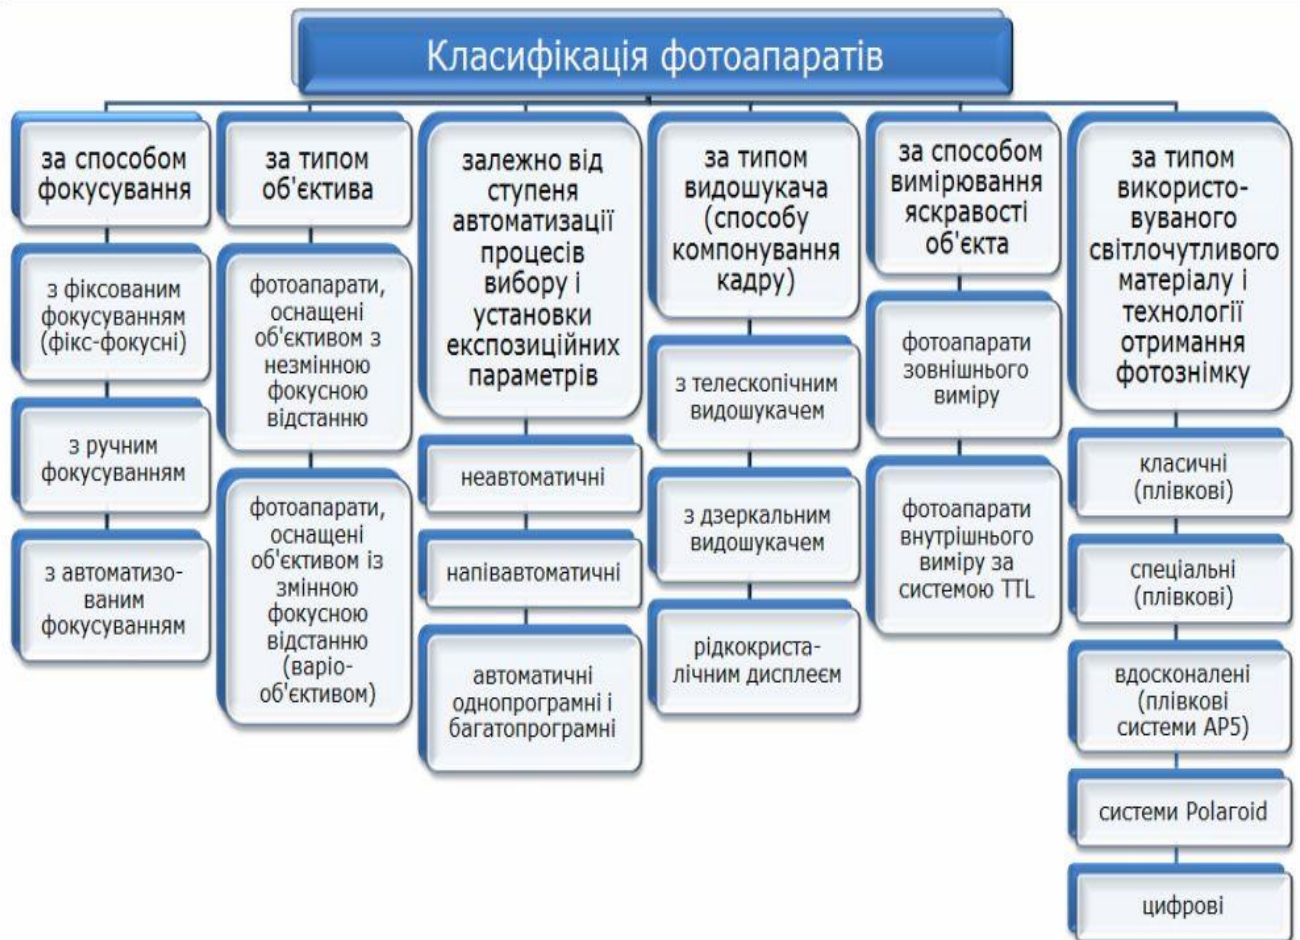 Класифікація фотоапаратів
за способом
фокусування
з фіксованим
фокусуванням
(фікс-фокусні)
з ручним
фокусуванням
з автоматизо-
ваним
фокусуванням
за типом
об'єктива
фотоапарати,
оснащені
об'єктивом з
незмінною
фокусною
відстанню
фотоапарати,
оснащені
об'єктивом із
змінною
фокусною
відстанню
(варіо-
об'єктивом)
залежно від
ступеня
автоматизації
процесів
вибору і
установки
експозиційних
параметрів
неавтоматичні
напівавтоматичні
автоматичні
однопрограмні і
багатопрограмні
за типом
видошукача
(способу
компонування
кадру)
з телескопічним
видошукачем
з дзеркальним
видошукачем
рідкокриста-
лічним дисплеєм
за способом
вимірювання
яскравості
об'єкта
фотоапарати
зовнішнього
виміру
фотоапарати
внутрішнього
виміру за
системою TTL
за типом
використо-
вуваного
світлочутливого
матеріалу і
технології
отримання
фотознімку
класичні
(плівкові)
спеціальні
(плівкові)
вдосконалені
(плівкові
системи АР5)
системи Polaroid
цифрові